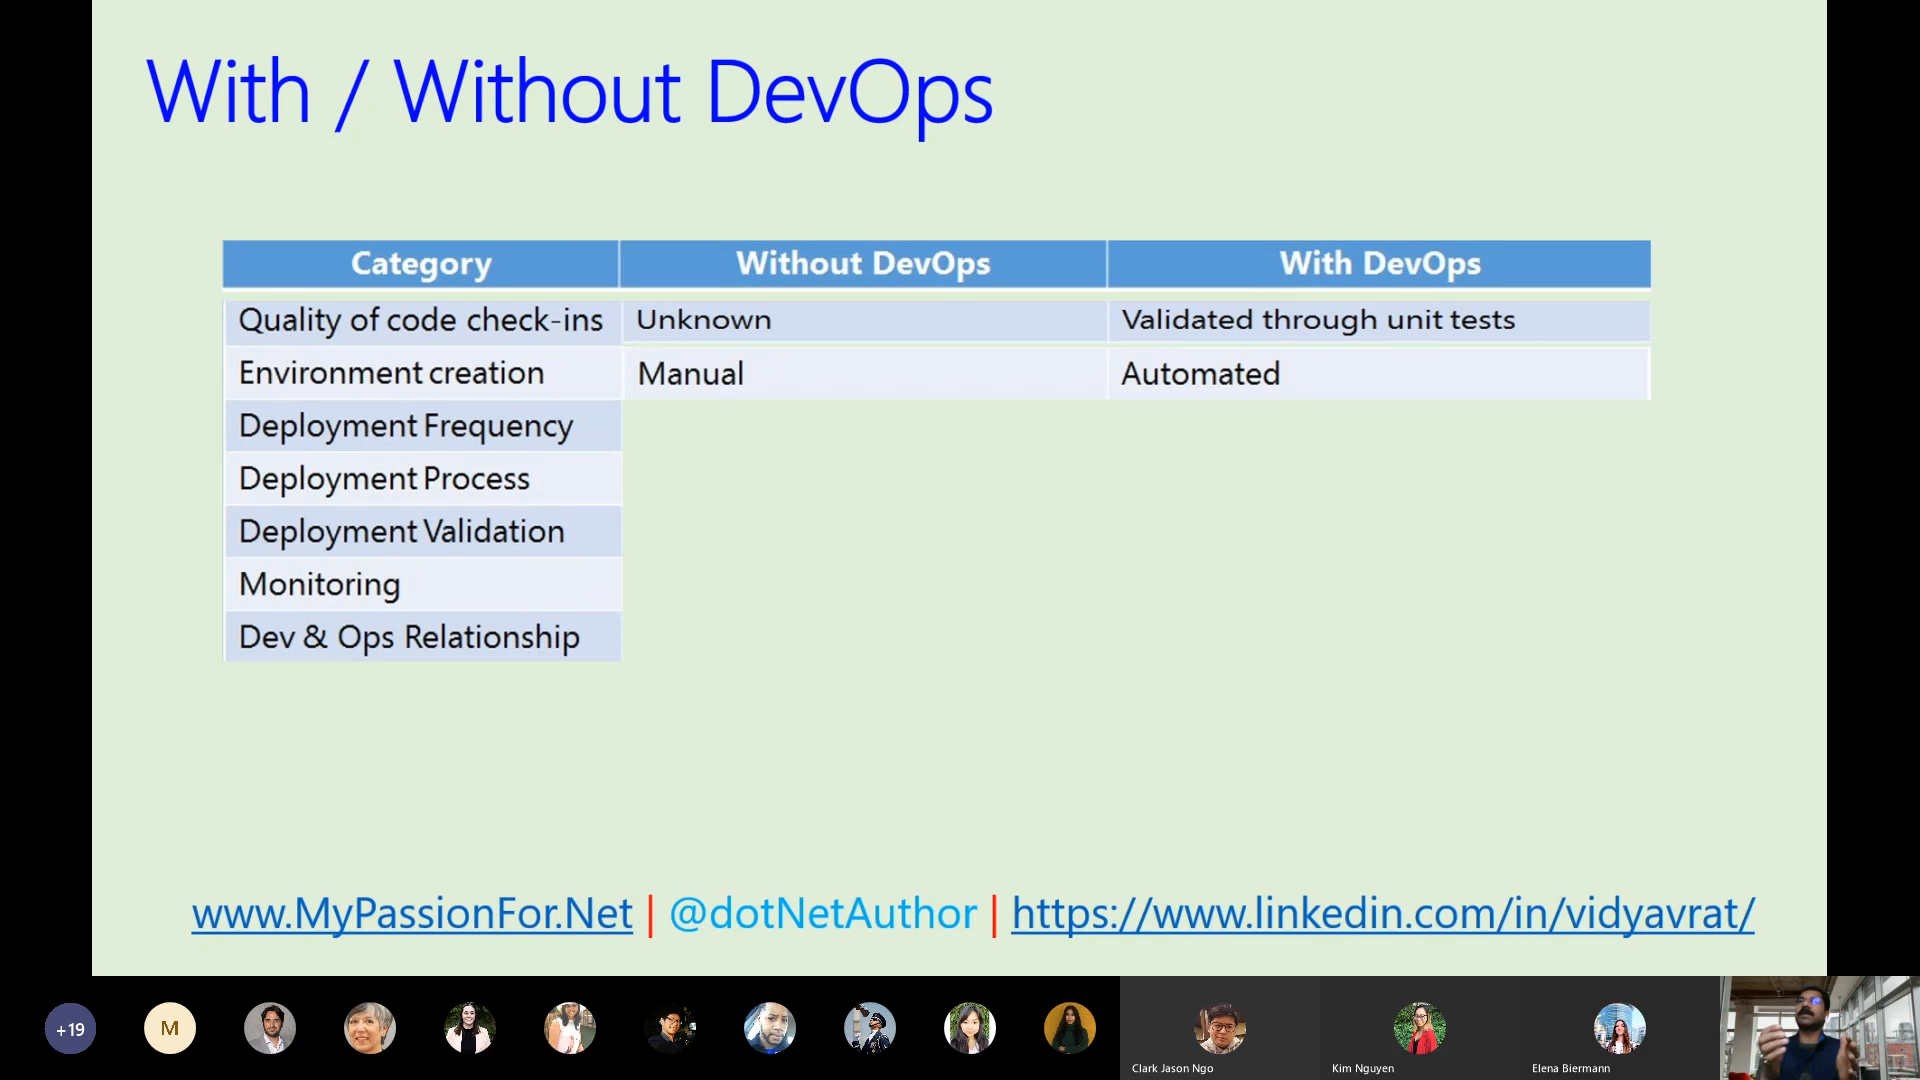 With / Without DevOps
Category Without DevOps With DevOps
Quality of code check-ins Unknown Validated through unit tests
Environment creation Manual Automated
Deployment Frequency
Deployment Process
Deployment Validation
Monitoring
Dev & Ops Relationship
www.MyPassionFor.Net | @dotNetAuthor | https://www.linkedin.com/in/vidyavrat/
+19 M
Clark Jason Ngo Kim Nguyen Elena Biermann